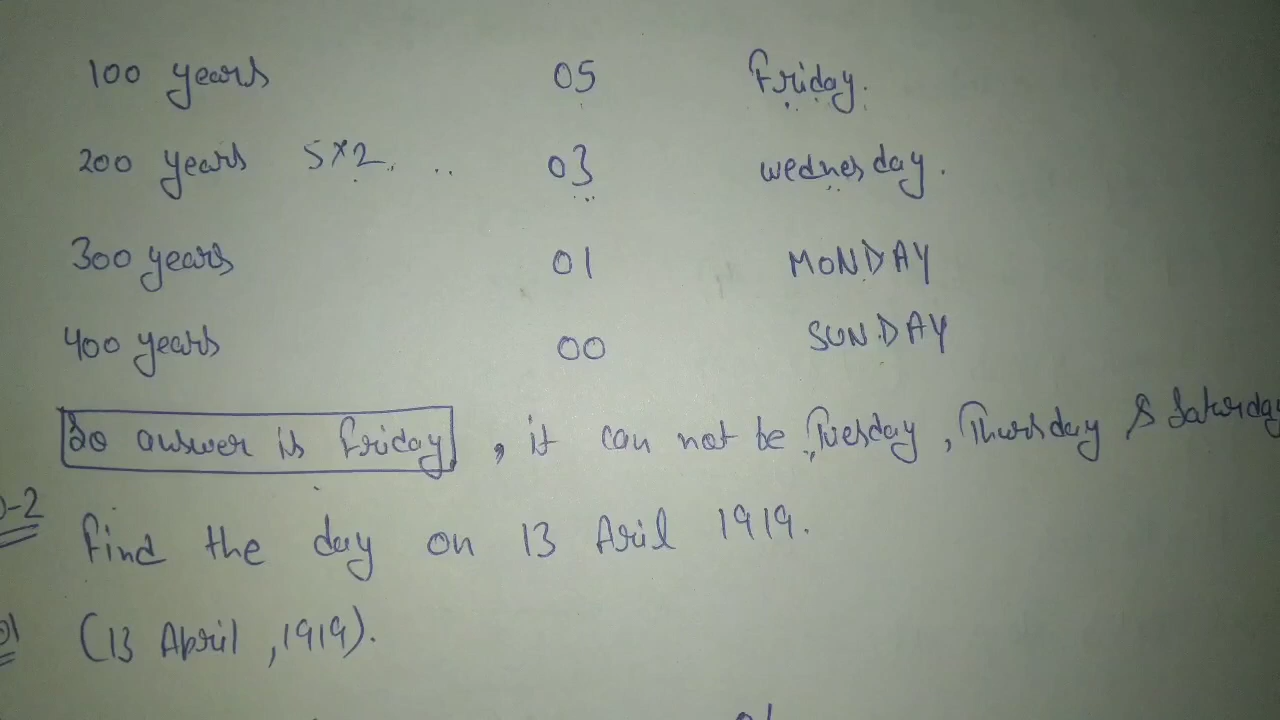 100 years 05 Friday.
200 years 5x2. .. 03 wednesday.
300 years 01 MONDAY
400 years 00 SUNDAY
So answer is Friday, it can not be Tuesday, Thursday & Saturday
-2 Find the day on 13 Aril 1919.
(13 April, 1919).